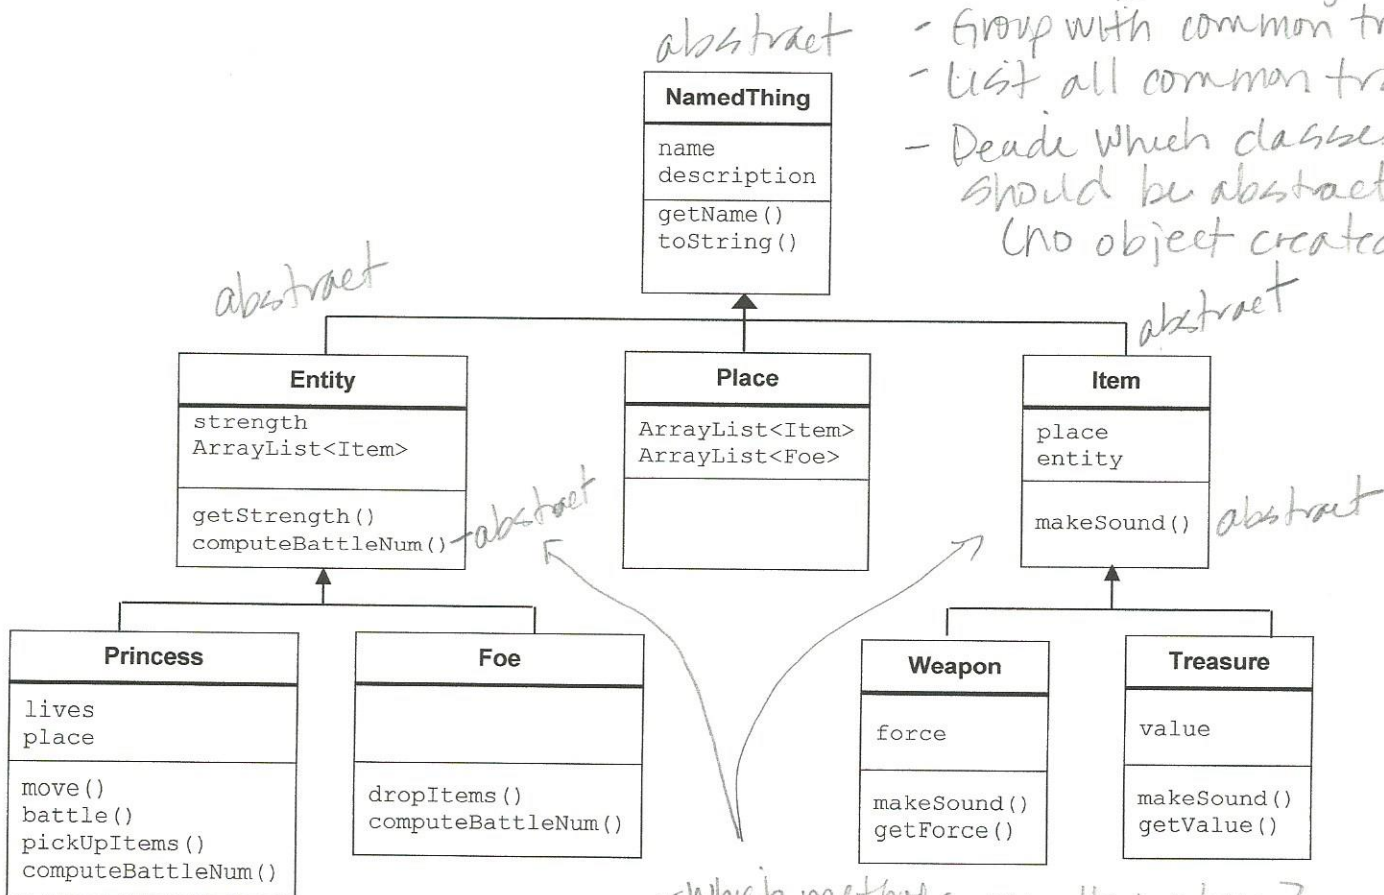 abstract
- Group with common
- List all common
- Decide which classes
should be abstract
(no object created
NamedThing
name
description
getName()
toString()
abstract
abstract
Entity
strength
ArrayList<Item>
getStrength()
computeBattleNum() - abstract
Place
ArrayList<Item>
ArrayList<Foe>
Item
place
entity
makeSound() abstract
Princess
lives
place
move()
battle()
pickUpItems()
computeBattleNum()
Foe
dropItems()
computeBattleNum()
Weapon
force
makeSound()
getForce()
Treasure
value
makeSound()
getValue()